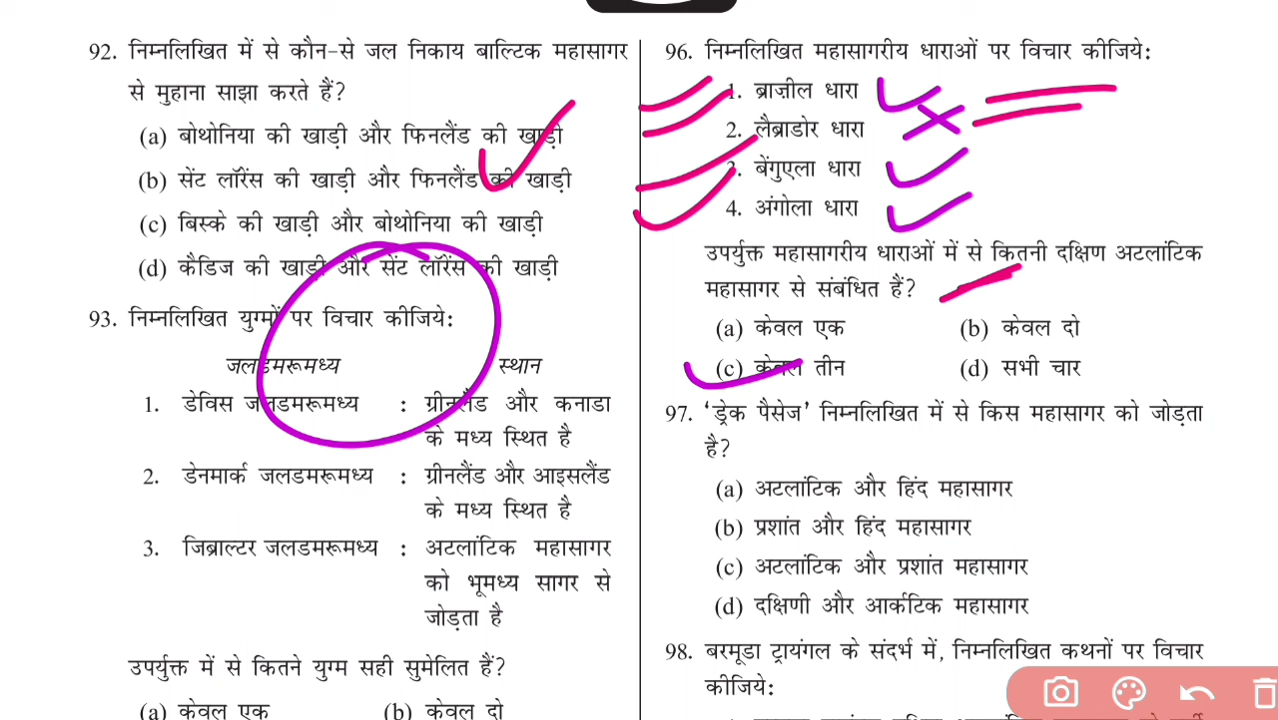 92. निम्नलिखित में से कौन-से जल निकाय बाल्टिक महासागर
से मुहाना साझा करते हैं?
(a) बोथोनिया की खाड़ी और फिनलैंड की खाड़ी
(b) सेंट लॉरेंस की खाड़ी और फिनलैंड की खाड़ी
(c) बिस्के की खाड़ी और बोथोनिया की खाड़ी
(d) कैडिज की खाड़ी और सेंट लॉरेंस की खाड़ी
93. निम्नलिखित युग्मों पर विचार कीजिये:
जलडमरूमध्य स्थान
1. डेविस जलडमरूमध्य : ग्रीनलैंड और कनाडा
के मध्य स्थित है
2. डेनमार्क जलडमरूमध्य : ग्रीनलैंड और आइसलैंड
के मध्य स्थित है
3. जिब्राल्टर जलडमरूमध्य : अटलांटिक महासागर
को भूमध्य सागर से
जोड़ता है
उपर्युक्त में से कितने युग्म सही सुमेलित हैं?
(a) केवल एक (b) केवल दो
96. निम्नलिखित महासागरीय धाराओं पर विचार कीजिये:
1. ब्राज़ील धारा
2. लैब्राडोर धारा
3. बेंगुएला धारा
4. अंगोला धारा
उपर्युक्त महासागरीय धाराओं में से कितनी दक्षिण अटलांटिक
महासागर से संबंधित हैं?
(a) केवल एक (b) केवल दो
(c) केवल तीन (d) सभी चार
97. ‘ड्रेक पैसेज’ निम्नलिखित में से किस महासागर को जोड़ता
है?
(a) अटलांटिक और हिंद महासागर
(b) प्रशांत और हिंद महासागर
(c) अटलांटिक और प्रशांत महासागर
(d) दक्षिणी और आर्कटिक महासागर
98. बरमूडा ट्रायंगल के संदर्भ में, निम्नलिखित कथनों पर विचार
कीजिये: